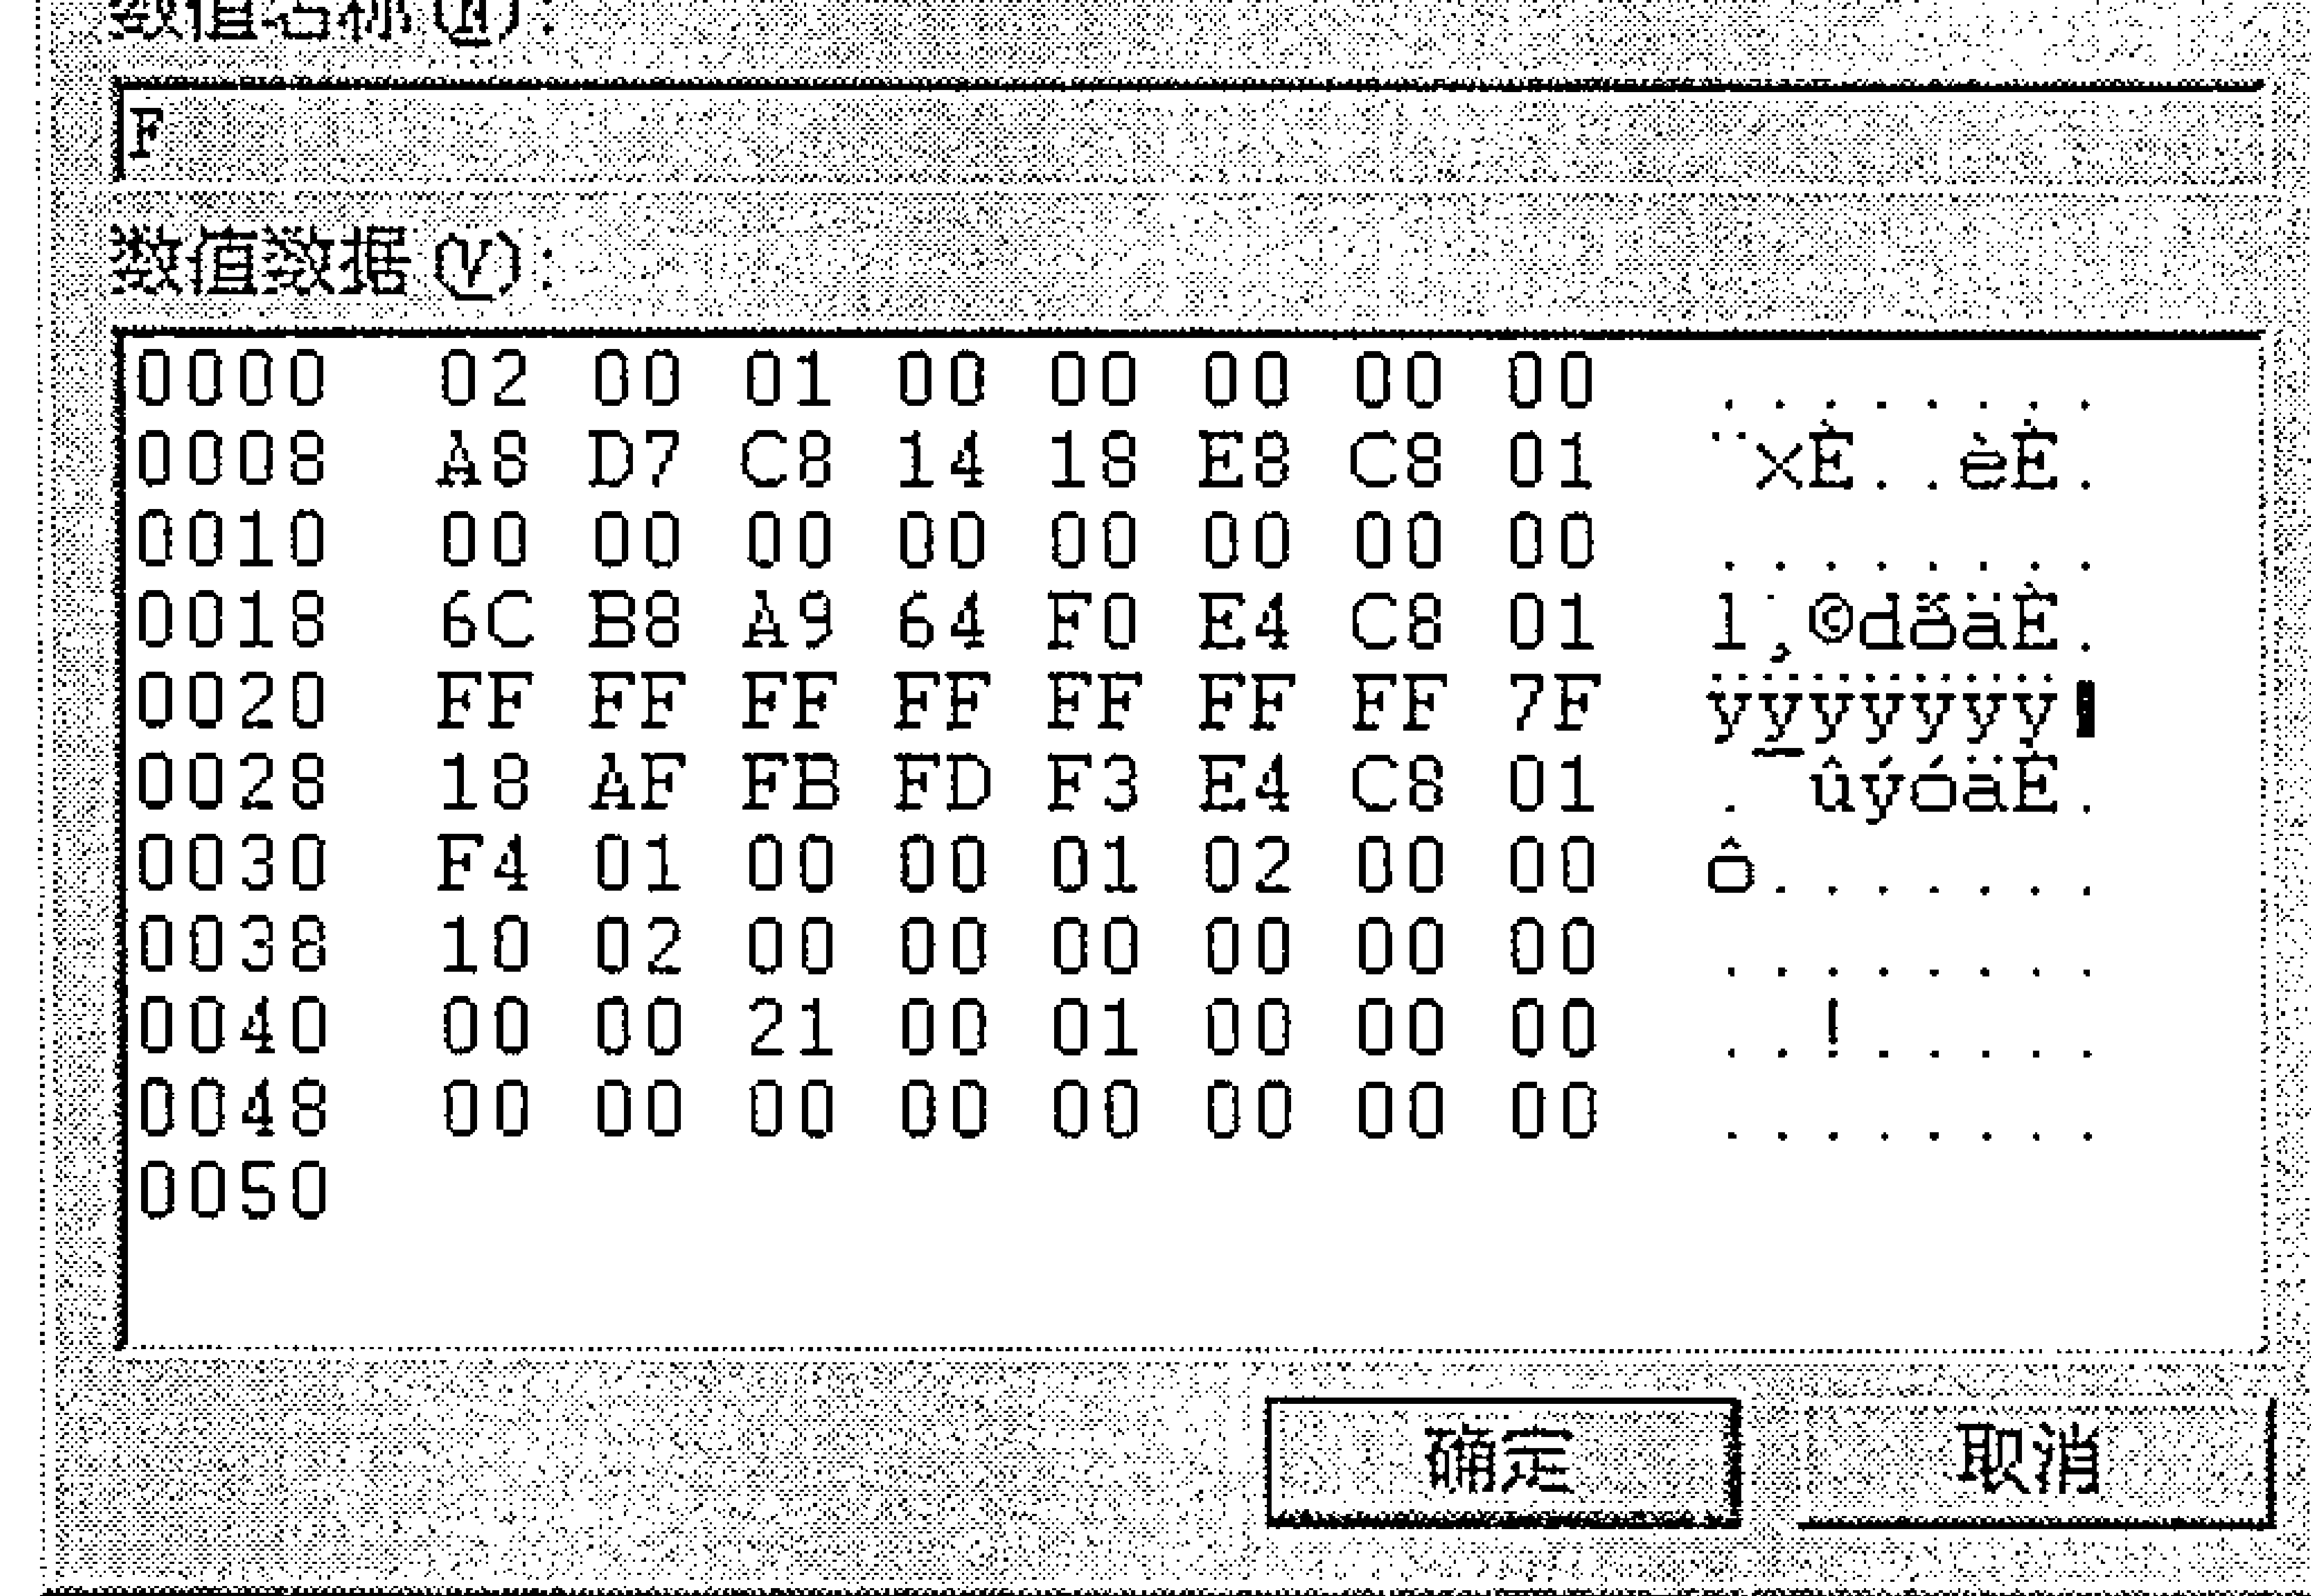 数值名称(N):
F
数值数据(V):
0000 02 00 01 00 00 00 00 00 ........
0008 A8 D7 C8 14 18 E8 C8 01 ¨×È..èÈ.
0010 00 00 00 00 00 00 00 00 ........
0018 6C B8 A9 64 F0 E4 C8 01 l¸©dðäÈ.
0020 FF FF FF FF FF FF FF 7F ÿÿÿÿÿÿÿ▮
0028 18 AF FB FD F3 E4 C8 01 .¯ûýóäÈ.
0030 F4 01 00 00 01 02 00 00 ô.......
0038 10 02 00 00 00 00 00 00 ........
0040 00 00 21 00 01 00 00 00 ..!.....
0048 00 00 00 00 00 00 00 00 ........
0050
确定 取消